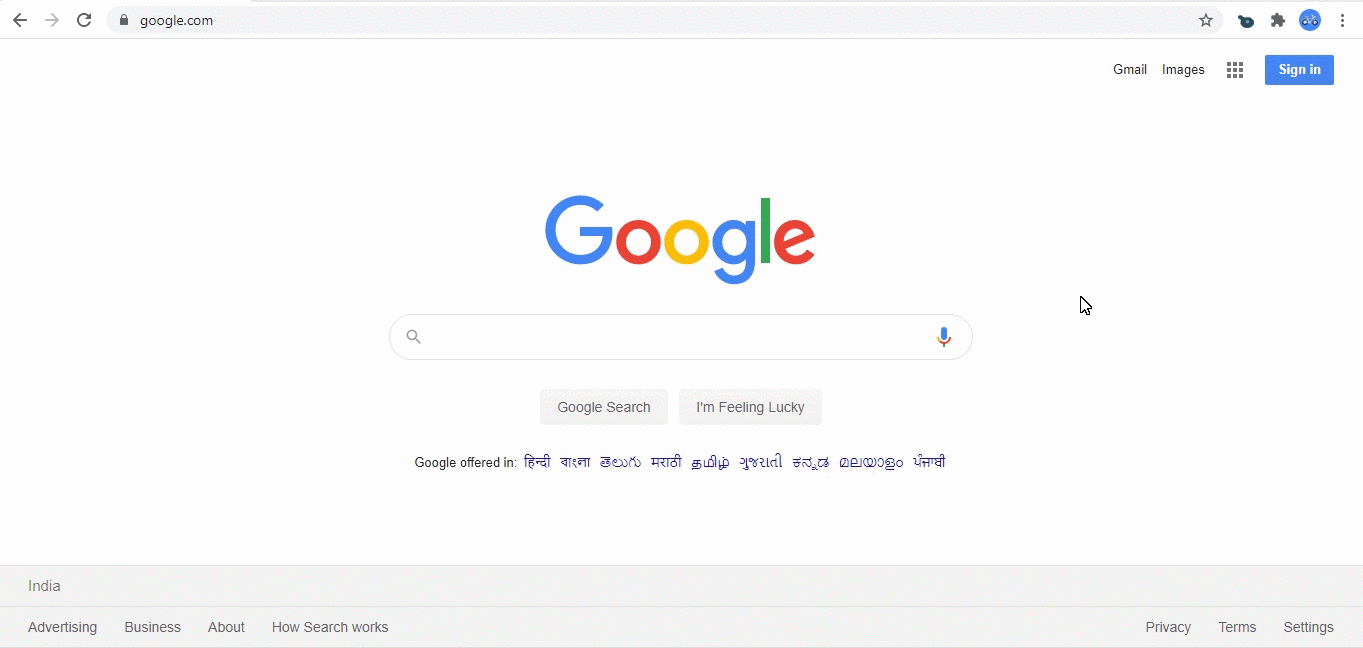 google.com
Gmail Images Sign in
Google
Google Search I'm Feeling Lucky
Google offered in: हिन्दी বাংলা తెలుగు मराठी தமிழ் ગુજરાતી ಕನ್ನಡ മലയാളം ਪੰਜਾਬੀ
India
Advertising Business About How Search works Privacy Terms Settings